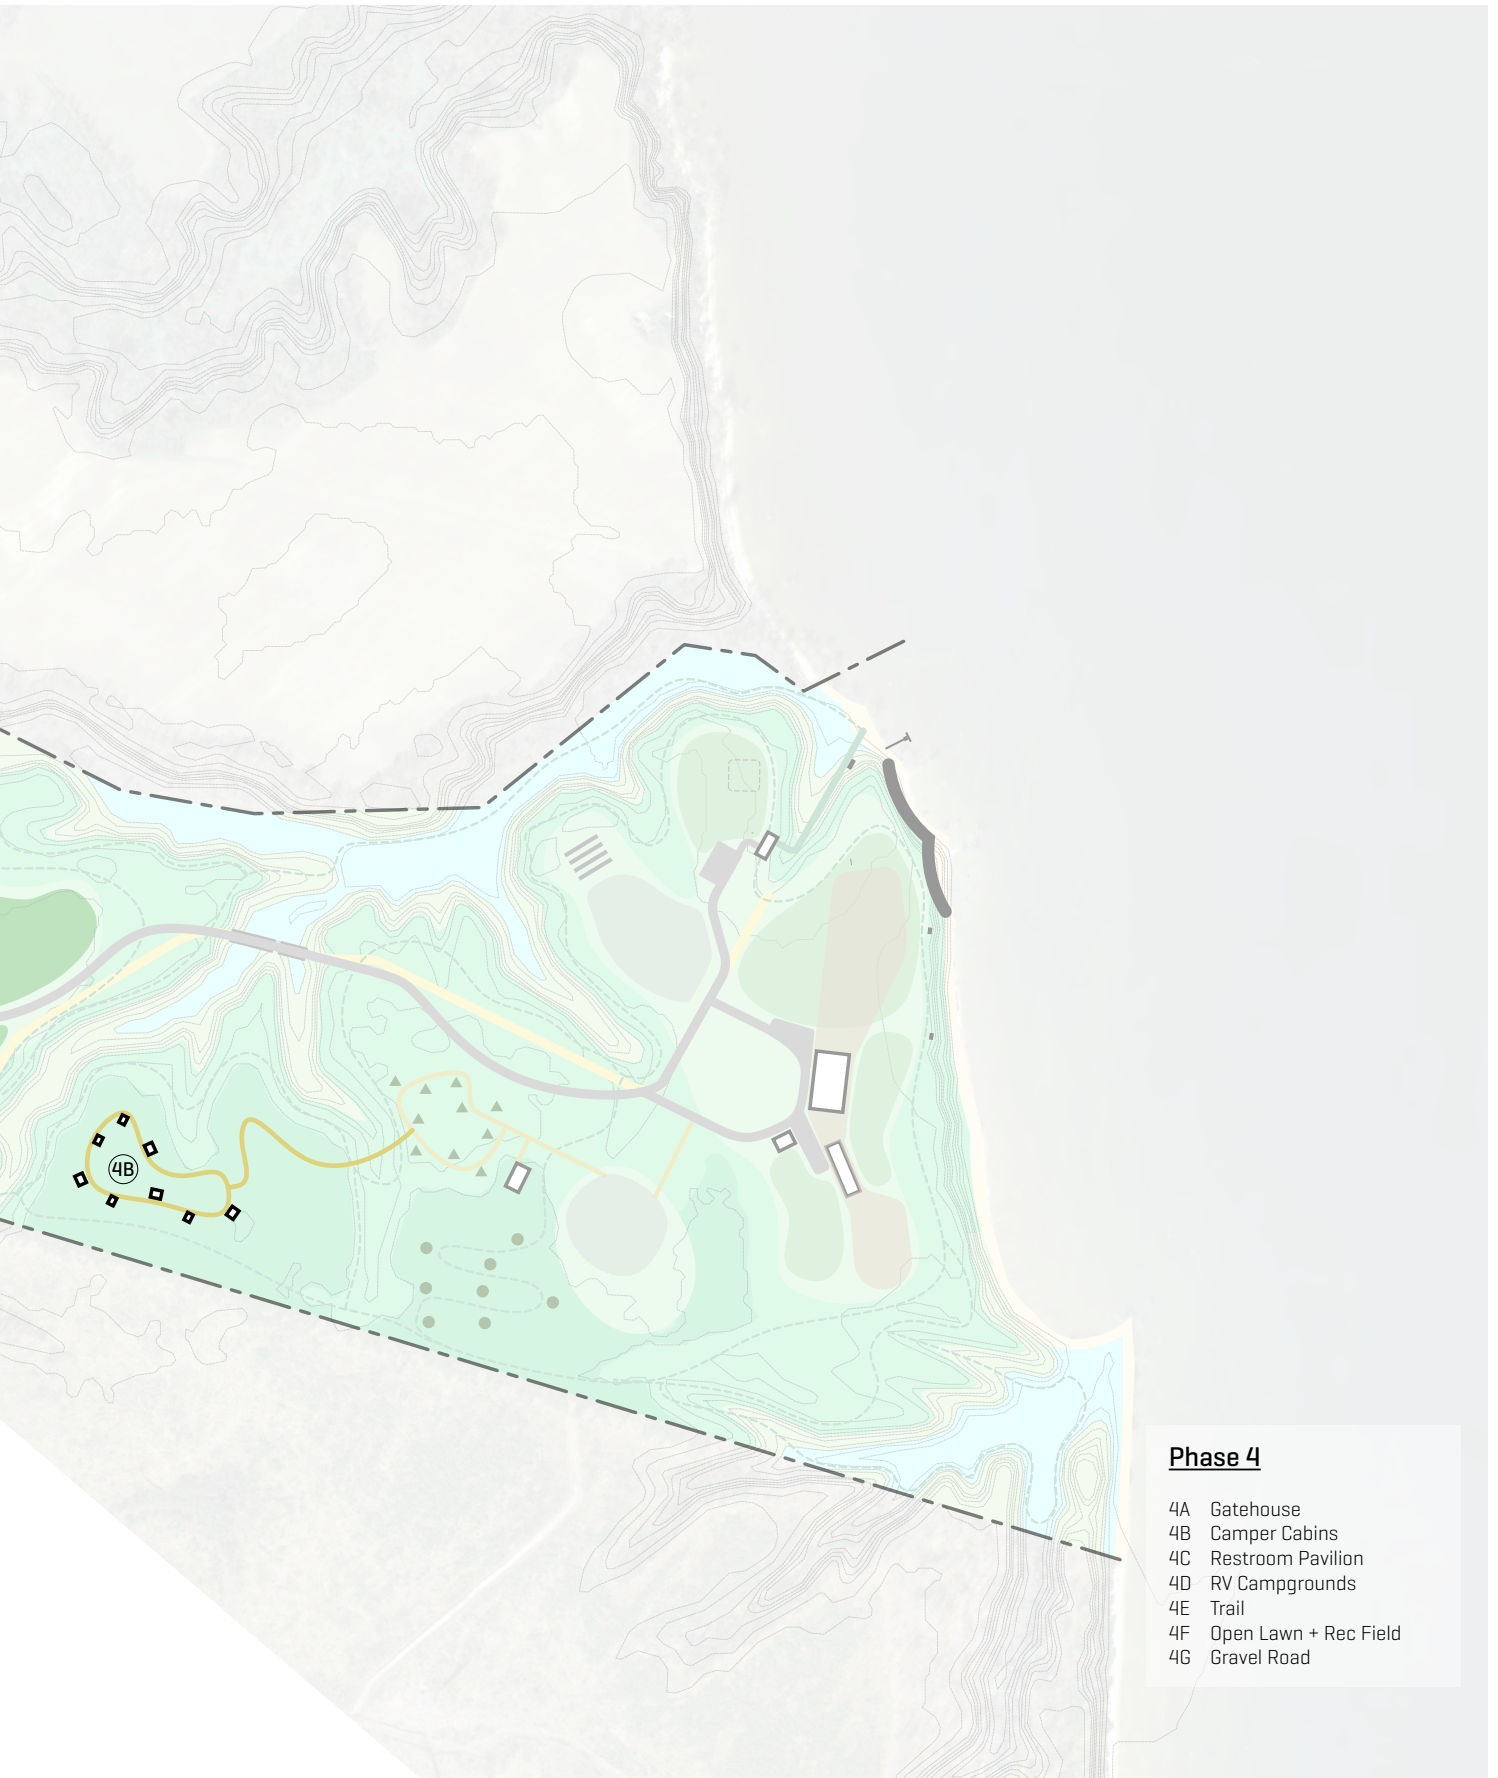 4B
Phase 4
4A Gatehouse
4B Camper Cabins
4C Restroom Pavilion
4D RV Campgrounds
4E Trail
4F Open Lawn + Rec Field
4G Gravel Road